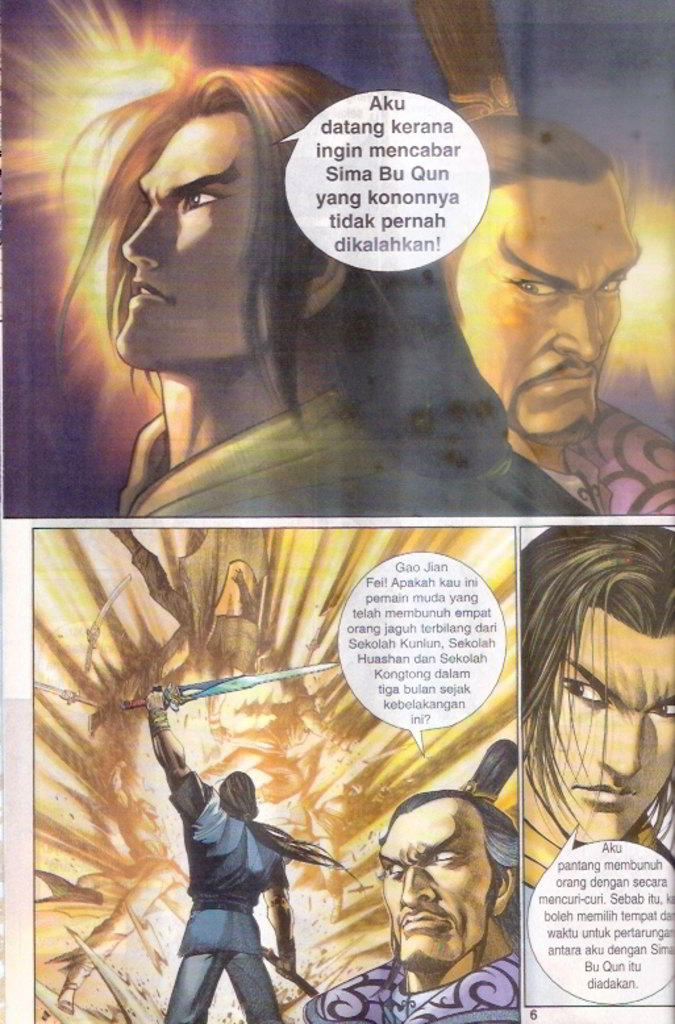 Aku
datang kerana
ingin mencabar
Sima Bu Qun
yang kononnya
tidak pernah
dikalahkan!
Gao Jian
Fei! Apakah kau ini
pemain muda yang
telah membunuh empat
orang jaguh terbilang dari
Sekolah Kunlun, Sekolah
Huashan dan Sekolah
Kongtong dalam
tiga bulan sejak
kebelakangan
ini?
Aku
pantang membunuh
orang dengan secara
mencuri-curi. Sebab itu,
boleh memilih tempat dan
waktu untuk pertarungan
antara aku dengan Sima
Bu Qun itu
diadakan.
6